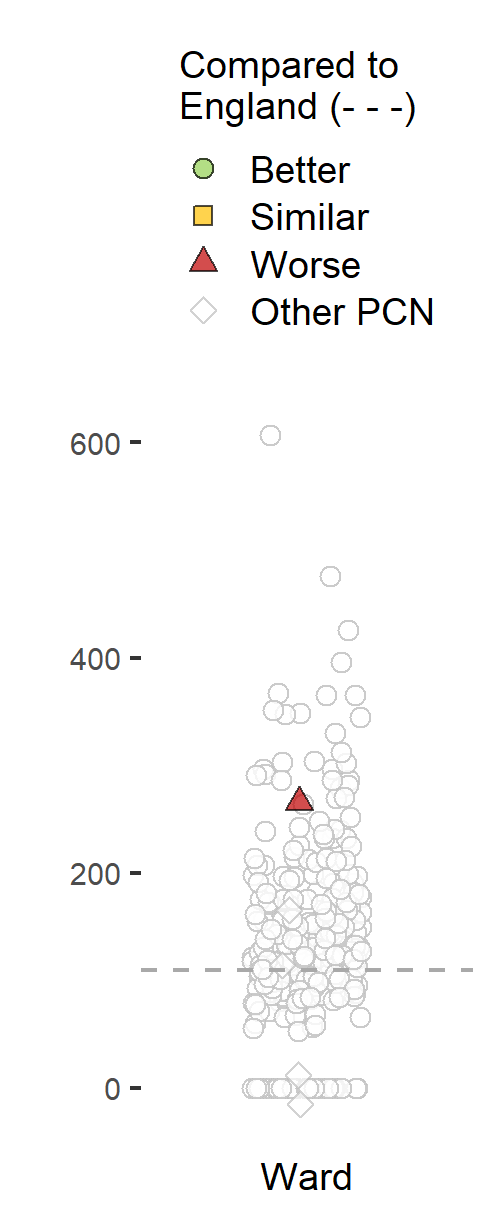 Compared to
England (- - -)
Better
Similar
Worse
Other PCN
600
400
200
0
Ward